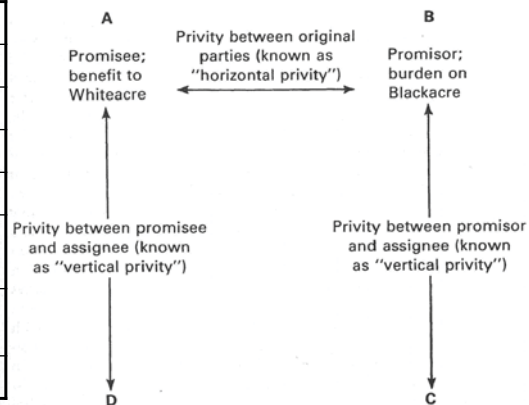 A
B
Privity between original
parties (known as
"horizontal privity")
Promisee;
benefit to
Whiteacre
Promisor;
burden on
Blackacre
Privity between promisee
and assignee (known
as "vertical privity")
Privity between promisor
and assignee (known
as "vertical privity")
D
C